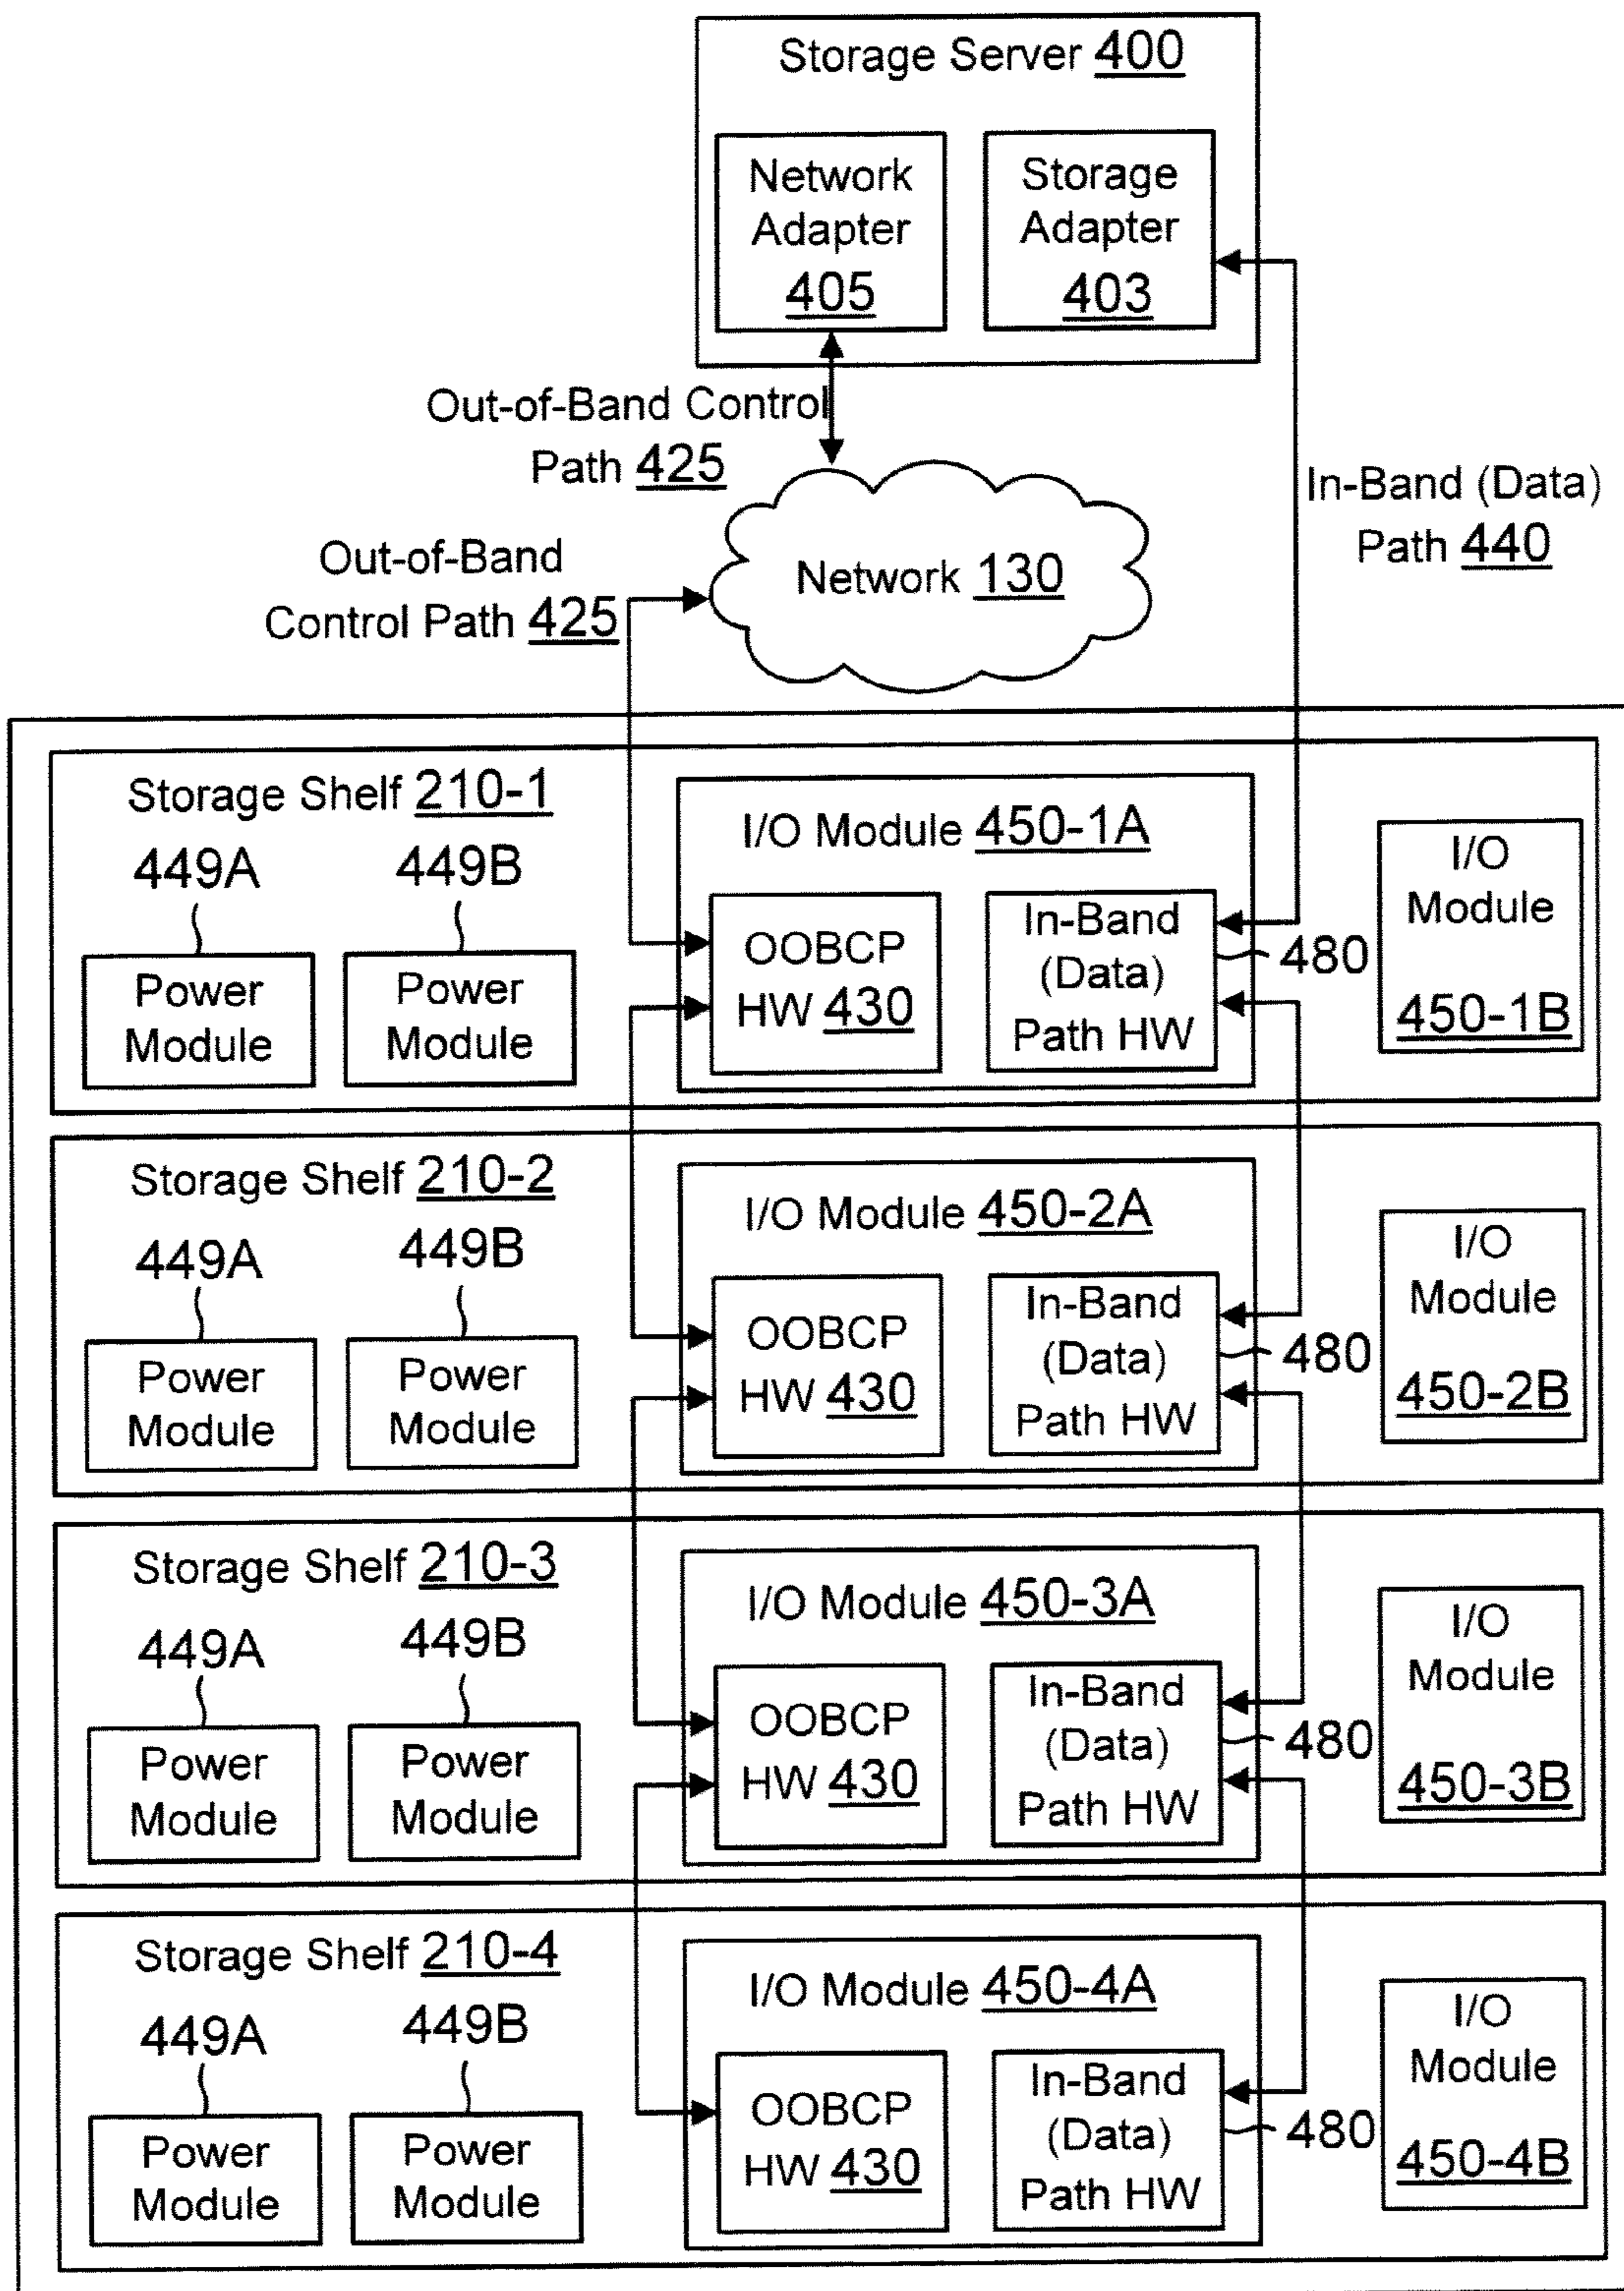 Storage Server 400
Network
Adapter
405
Storage
Adapter
403
Out-of-Band Control
Path 425
In-Band (Data)
Path 440
Out-of-Band
Control Path 425
Network 130
Storage Shelf 210-1
449A
449B
Power
Module
Power
Module
I/O Module 450-1A
OOBCP
HW 430
In-Band
(Data)
Path HW
480
I/O
Module
450-1B
Storage Shelf 210-2
449A
449B
Power
Module
Power
Module
I/O Module 450-2A
OOBCP
HW 430
In-Band
(Data)
Path HW
480
I/O
Module
450-2B
Storage Shelf 210-3
449A
449B
Power
Module
Power
Module
I/O Module 450-3A
OOBCP
HW 430
In-Band
(Data)
Path HW
480
I/O
Module
450-3B
Storage Shelf 210-4
449A
449B
Power
Module
Power
Module
I/O Module 450-4A
OOBCP
HW 430
In-Band
(Data)
Path HW
480
I/O
Module
450-4B